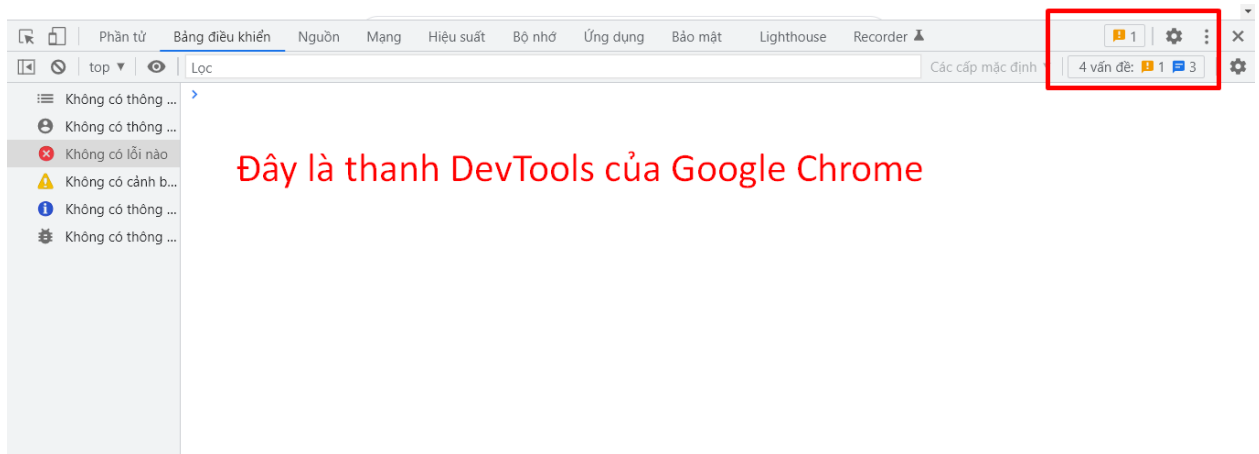 Phần tử Bảng điều khiển Nguồn Mạng Hiệu suất Bộ nhớ Ứng dụng Bảo mật Lighthouse Recorder 1
top Lọc Các cấp mặc định 4 vấn đề: 1 3
Không có thông ...
Không có thông ...
Không có lỗi nào
Không có cảnh b...
Không có thông ...
Không có thông ...
Đây là thanh DevTools của Google Chrome